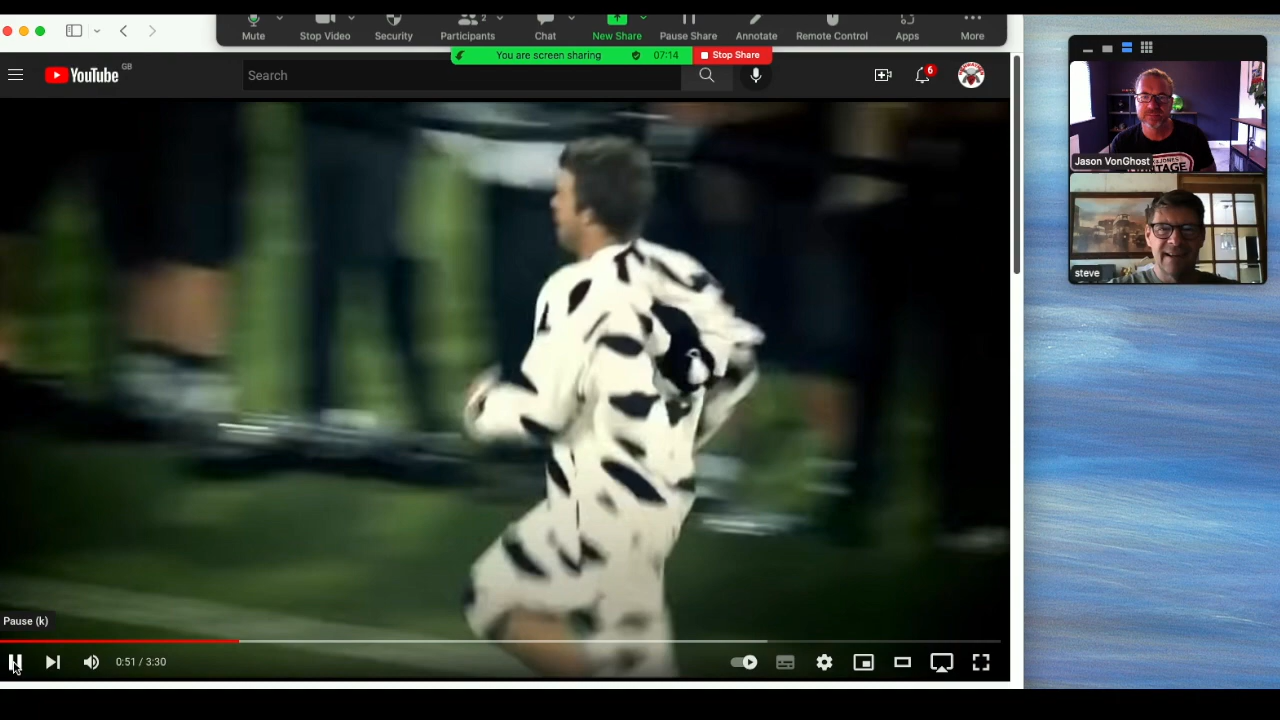 Mute
Stop Video
Security
Participants
2
Chat
New Share
Pause Share
Annotate
Remote Control
Apps
More
You are screen sharing
07:14
Stop Share
YouTube
GB
Search
6
Jason VonGhost
steve
Pause (k)
0:51 / 3:30